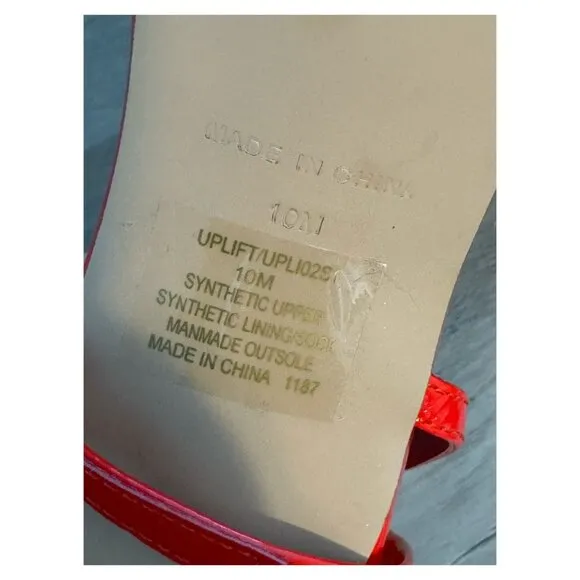 MADE IN CHINA
10M
UPLIFT/UPLI02S
10M
SYNTHETIC UPPER
SYNTHETIC LINING/SOCK
MANMADE OUTSOLE
MADE IN CHINA 1187